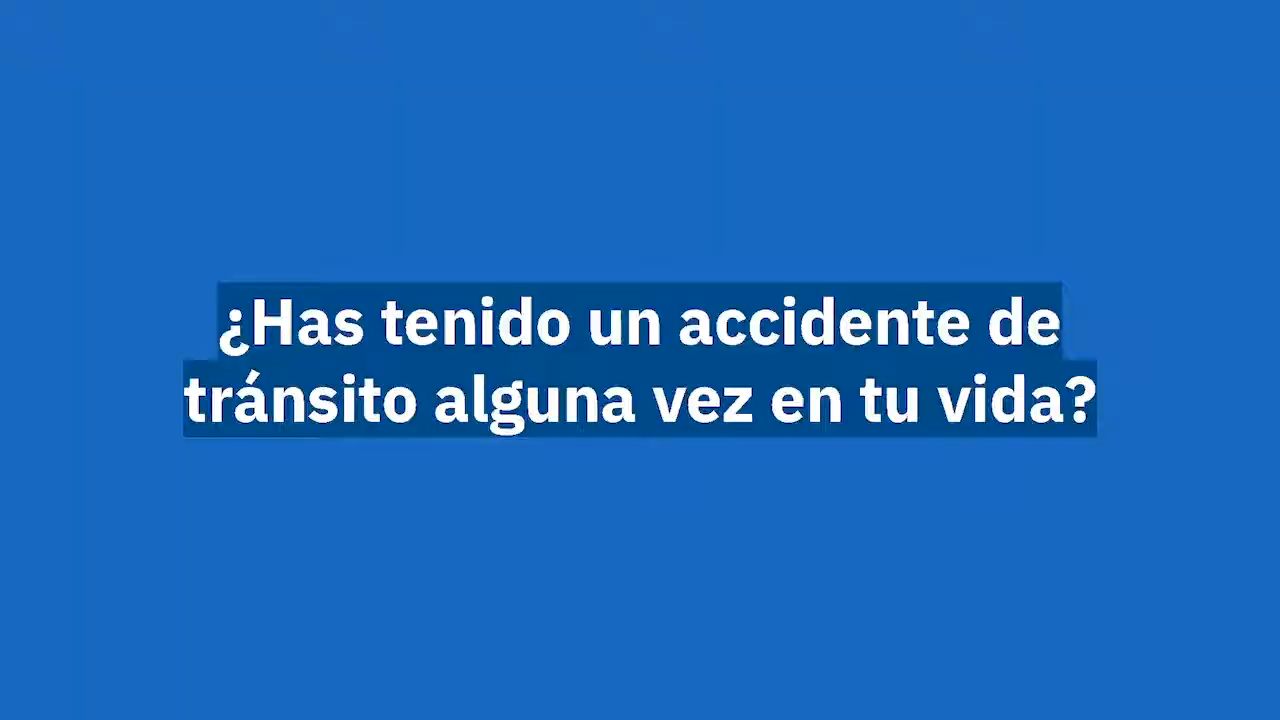 ¿Has tenido un accidente de
tránsito alguna vez en tu vida?